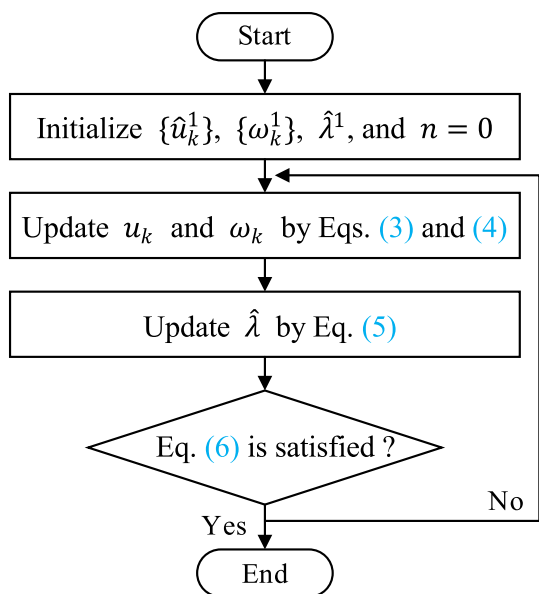 Start
Initialize {û_k^1}, {ω_k^1}, λ̂^1, and n = 0
Update u_k and ω_k by Eqs. (3) and (4)
Update λ̂ by Eq. (5)
Eq. (6) is satisfied ?
No
Yes
End